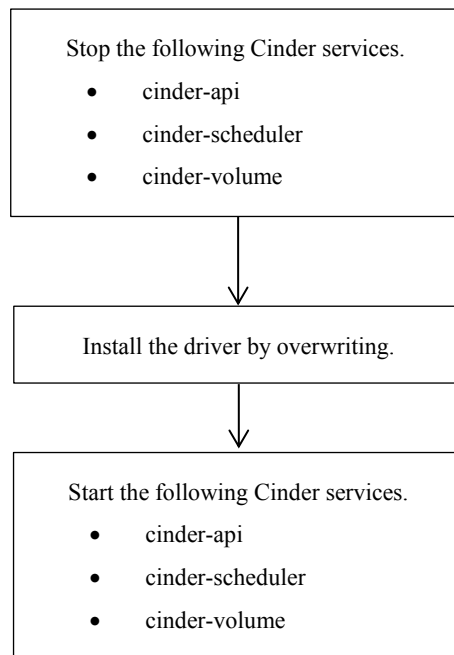 Stop the following Cinder services.
• cinder-api
• cinder-scheduler
• cinder-volume
Install the driver by overwriting.
Start the following Cinder services.
• cinder-api
• cinder-scheduler
• cinder-volume